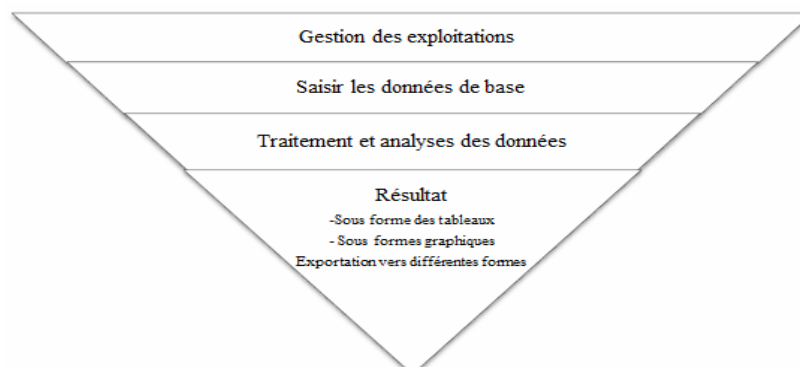 Gestion des exploitations
Saisir les données de base
Traitement et analyses des données
Résultat
-Sous forme des tableaux
- Sous formes graphiques
Exportation vers différentes formes